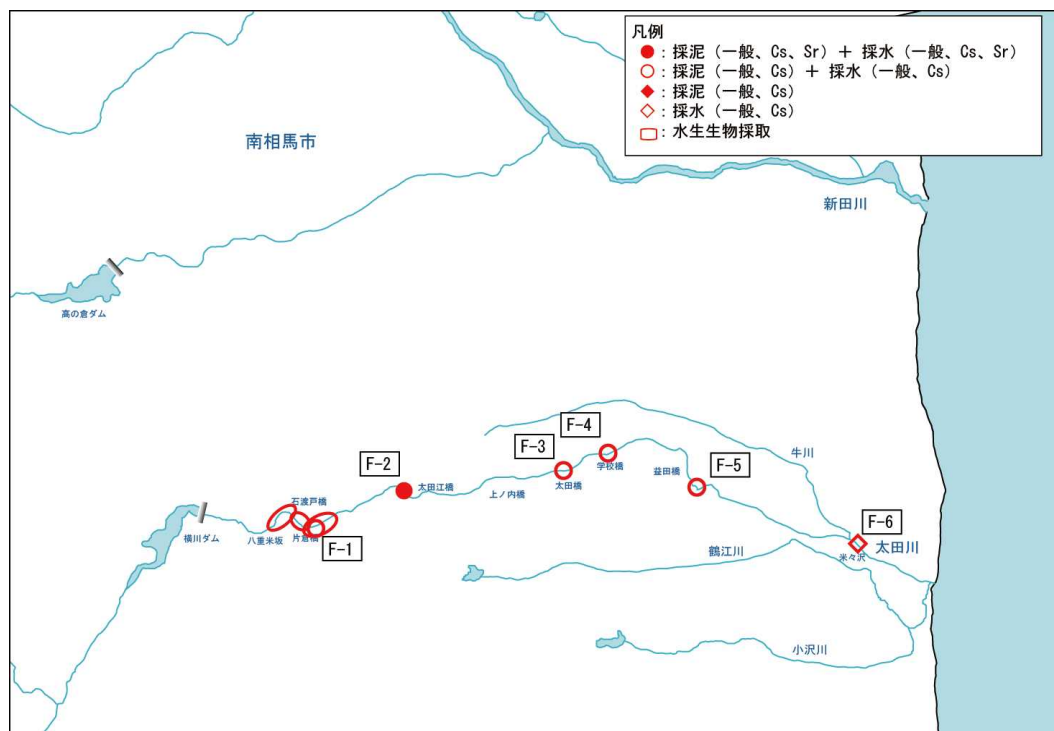 凡例
●：採泥（一般、Cs、Sr）＋ 採水（一般、Cs、Sr）
○：採泥（一般、Cs）＋ 採水（一般、Cs）
◆：採泥（一般、Cs）
◇：採水（一般、Cs）
：水生生物採取
南相馬市
新田川
高の倉ダム
F-4
F-3
F-2
学校橋
牛川
益田橋
F-5
太田橋
太田江橋
上ノ内橋
石渡戸橋
F-6
横川ダム
八重米坂
片倉橋
F-1
鶴江川
米々沢
太田川
小沢川